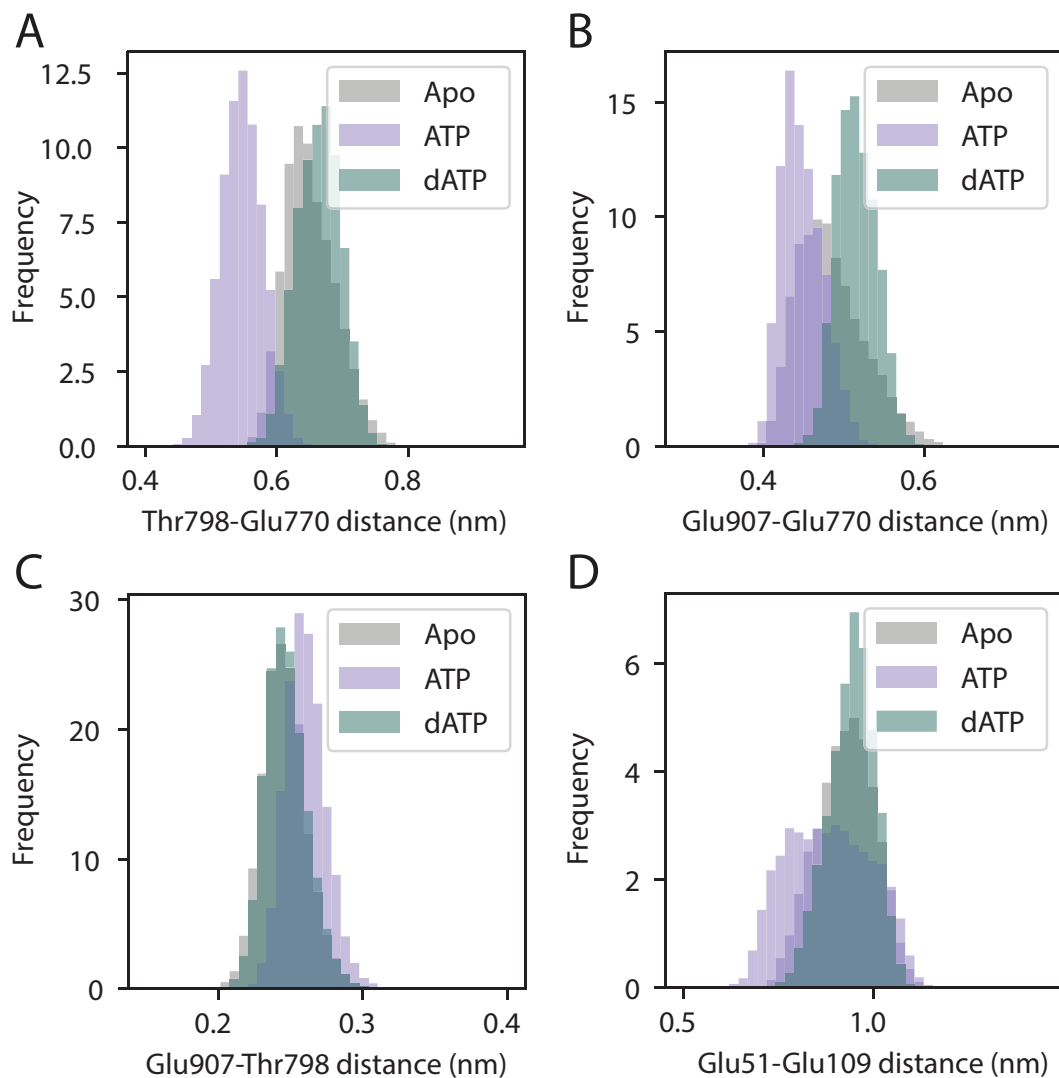 A
Frequency
12.5
10.0
7.5
5.0
2.5
0.0
0.4
0.6
0.8
Thr798-Glu770 distance (nm)
Apo
ATP
dATP
B
Frequency
15
10
5
0
0.4
0.6
Glu907-Glu770 distance (nm)
Apo
ATP
dATP
C
Frequency
30
20
10
0
0.2
0.3
0.4
Glu907-Thr798 distance (nm)
Apo
ATP
dATP
D
Frequency
6
4
2
0
0.5
1.0
Glu51-Glu109 distance (nm)
Apo
ATP
dATP